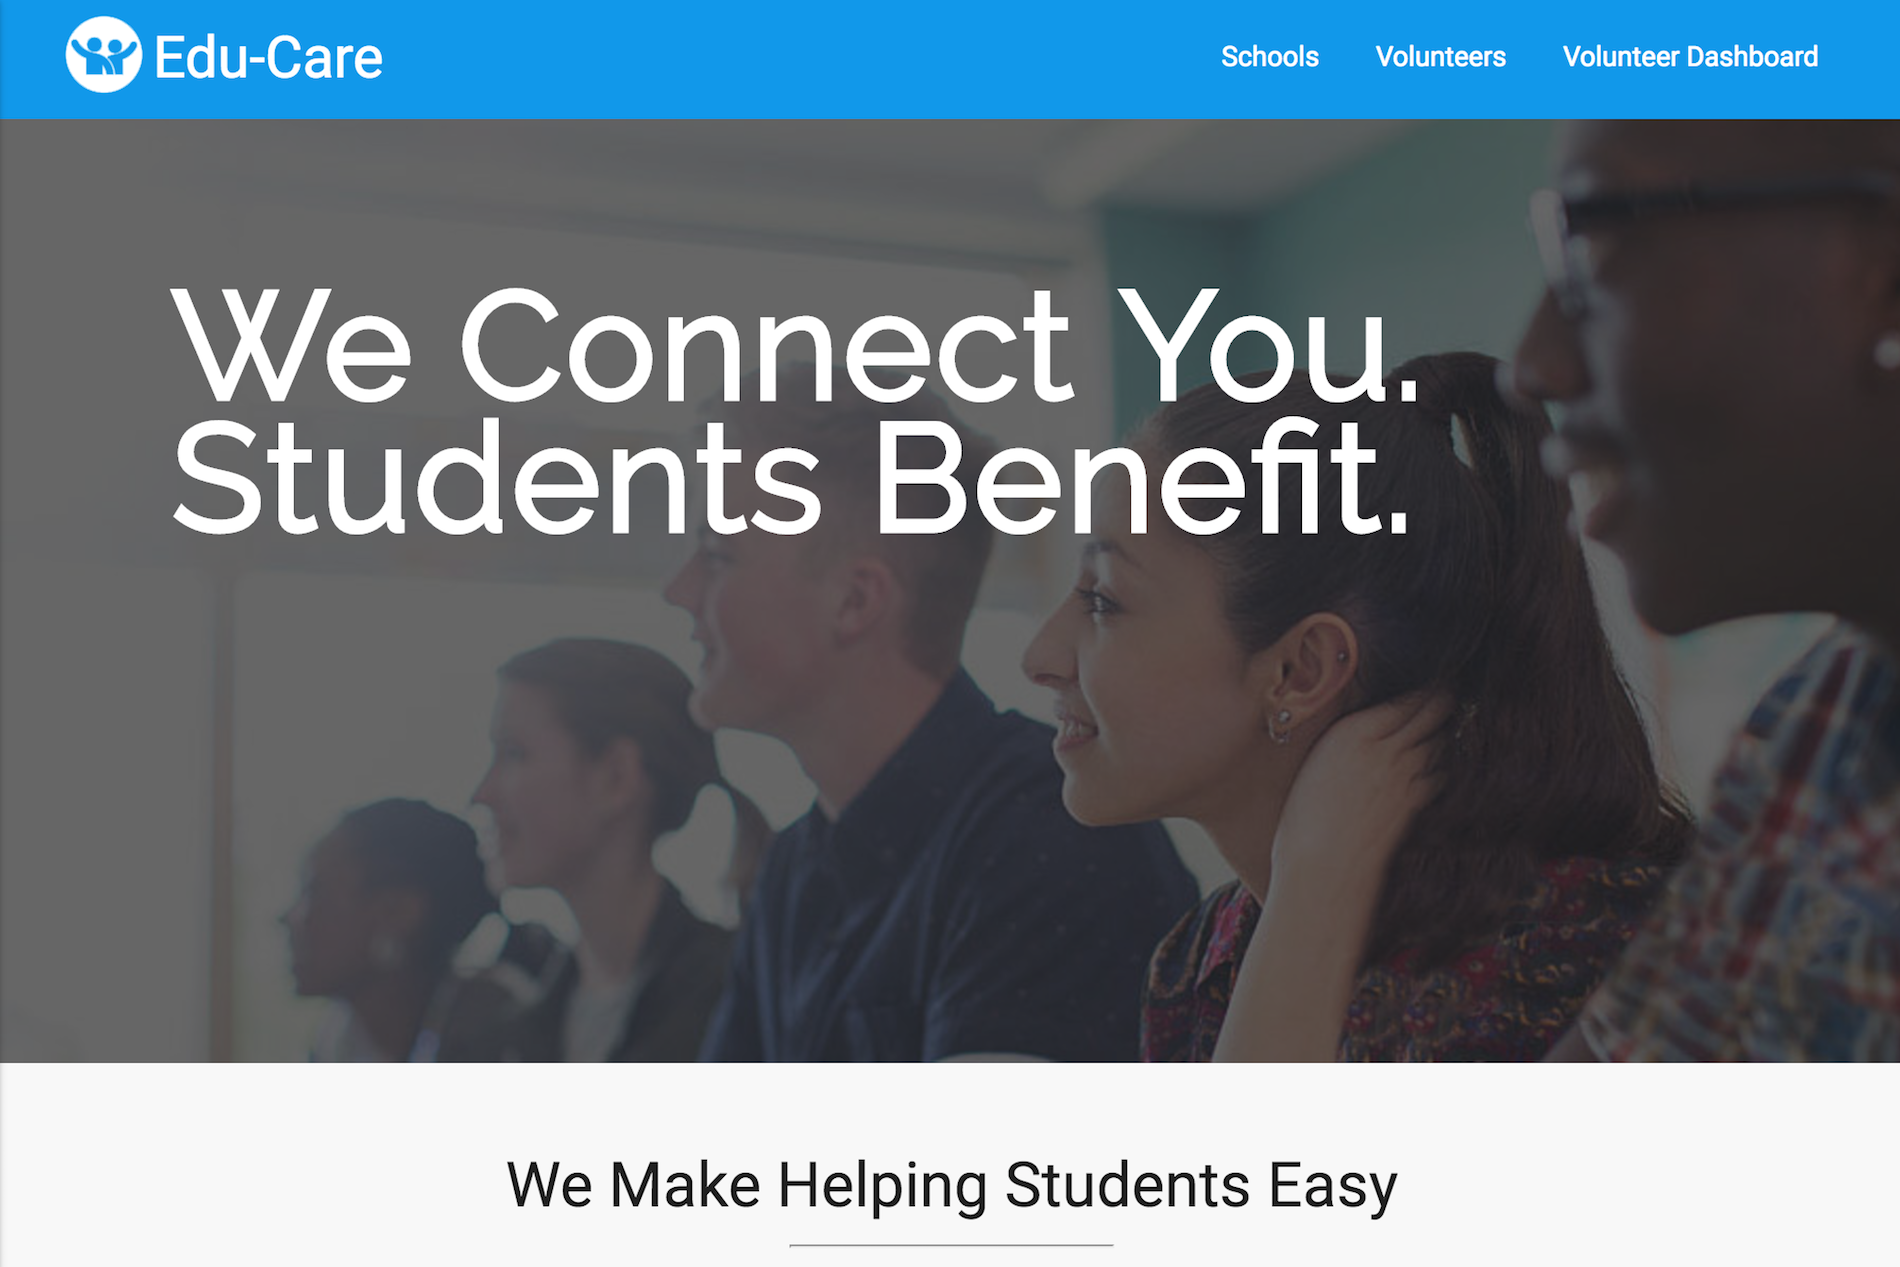 Edu-Care
Schools Volunteers Volunteer Dashboard
We Connect You.
Students Benefit.
We Make Helping Students Easy